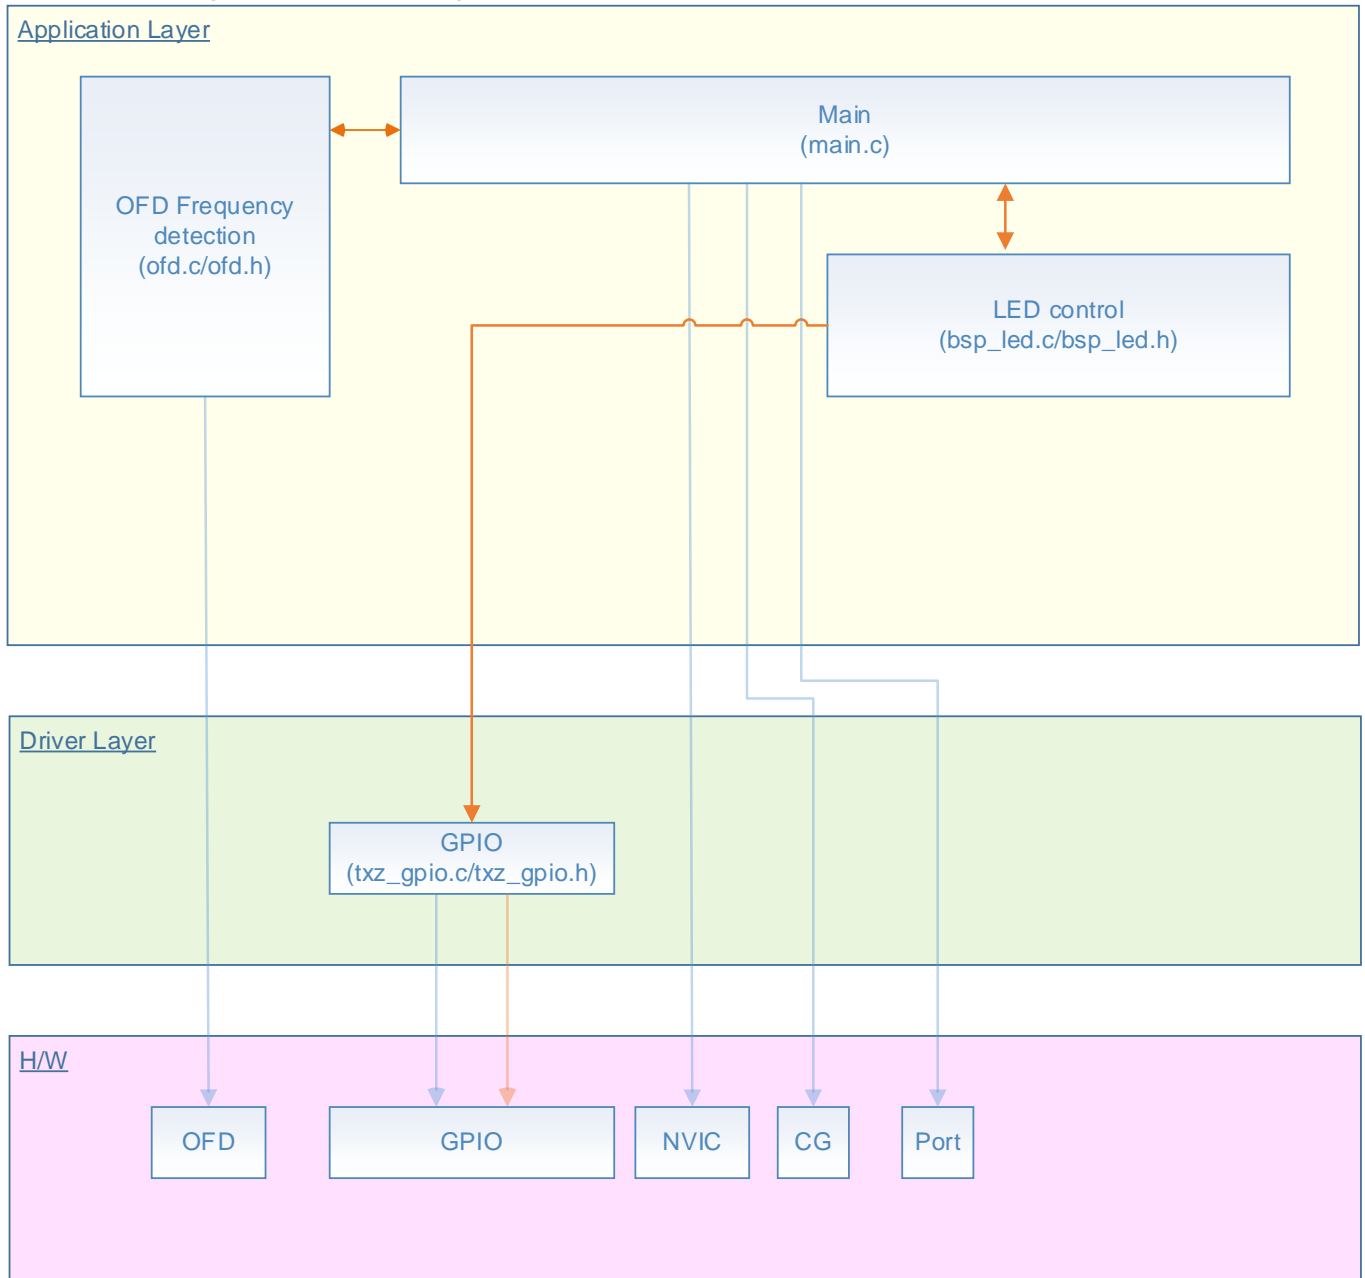 Application Layer
Main
(main.c)
OFD Frequency
detection
(ofd.c/ofd.h)
LED control
(bsp_led.c/bsp_led.h)
Driver Layer
GPIO
(txz_gpio.c/txz_gpio.h)
H/W
OFD
GPIO
NVIC
CG
Port